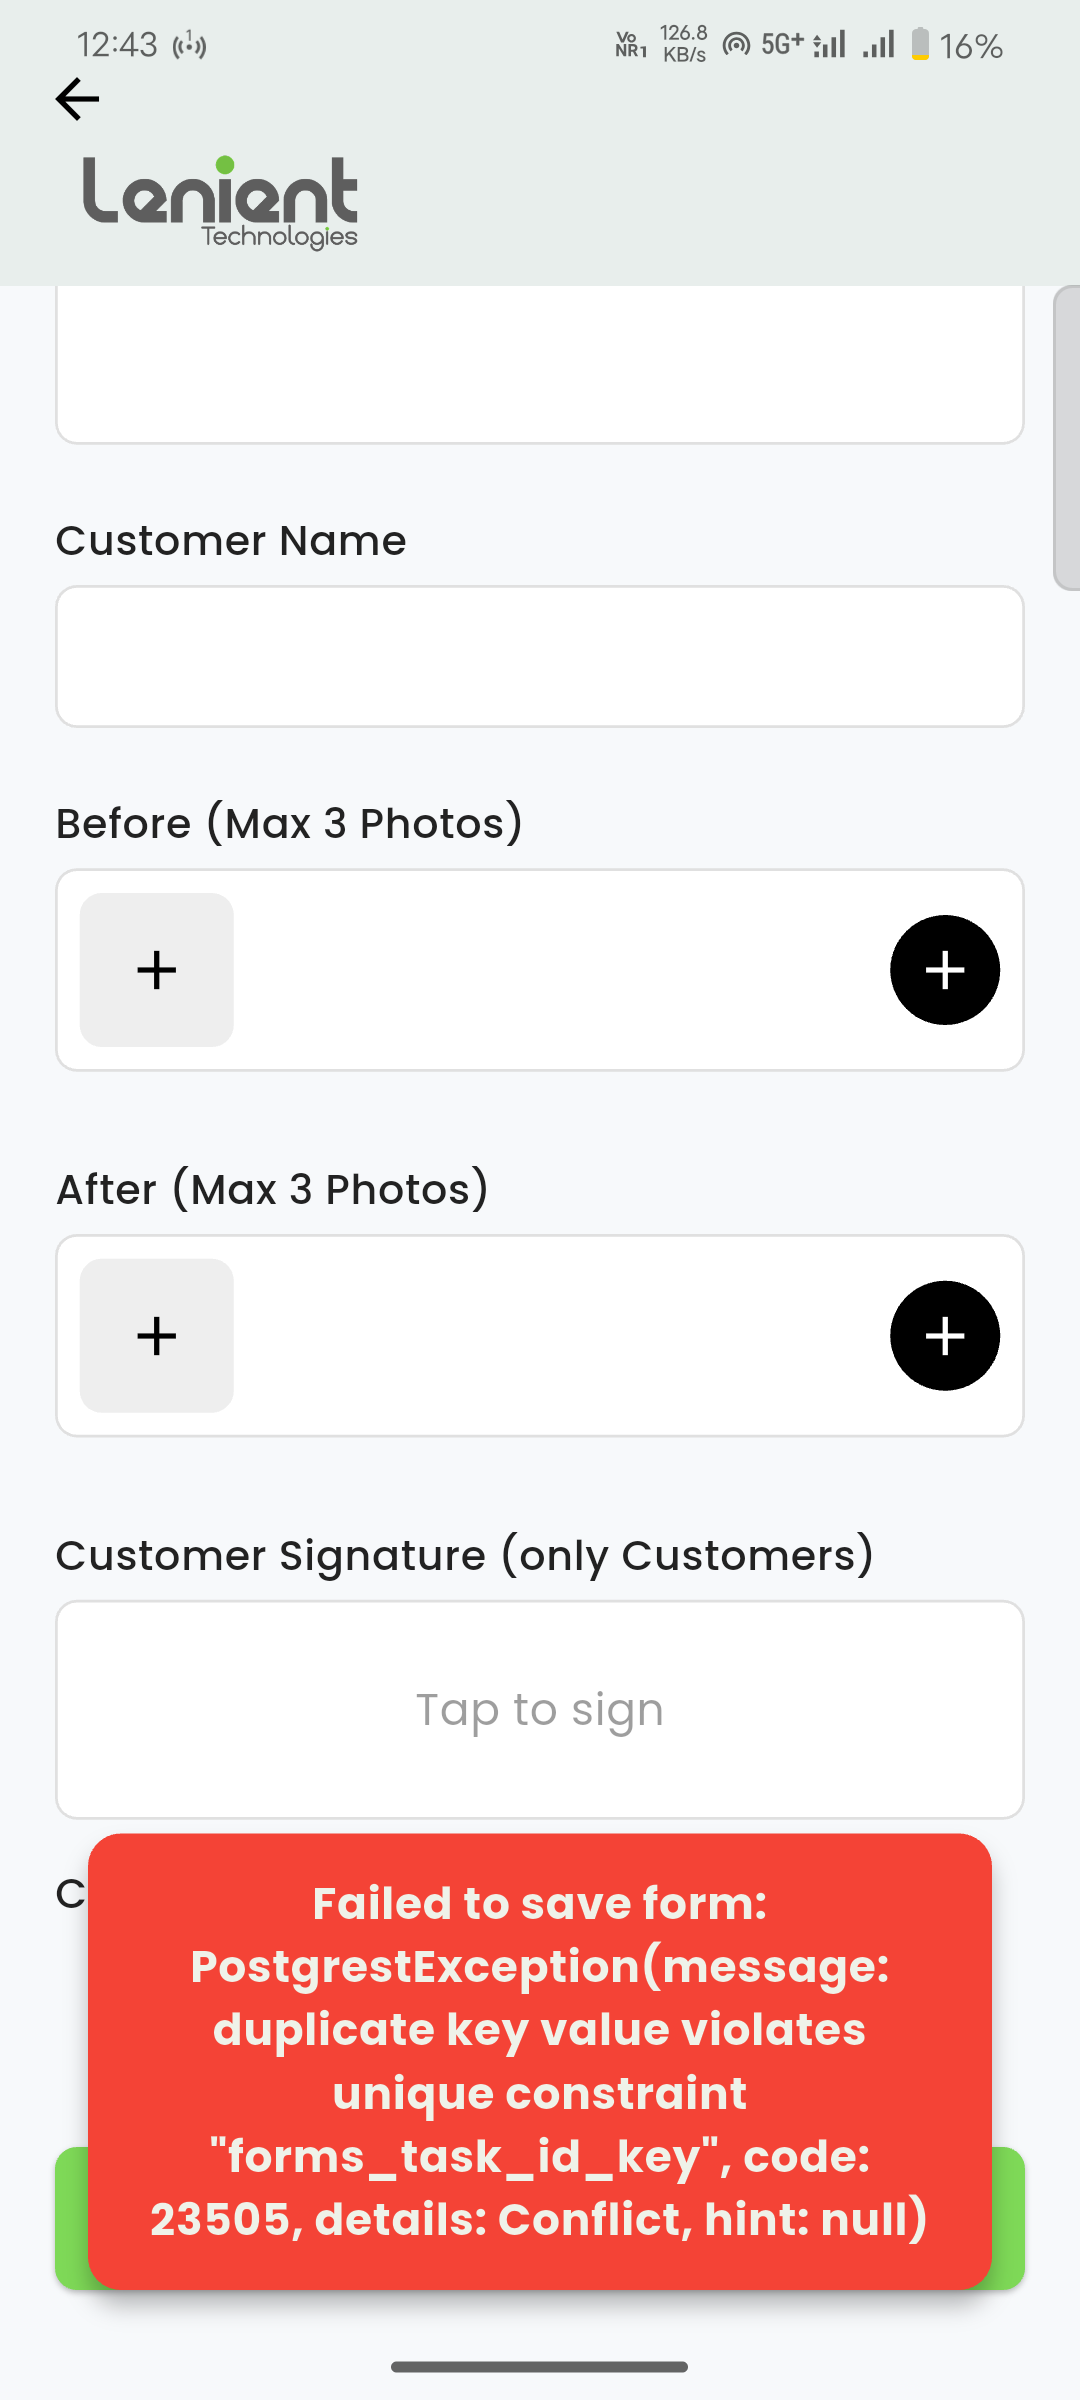 12:43 1 Vo NR1 126.8 KB/s 5G+ 16%
Lenient
Technologies
Customer Name
Before (Max 3 Photos)
+ +
After (Max 3 Photos)
+ +
Customer Signature (only Customers)
Tap to sign
C
Failed to save form:
PostgrestException(message:
duplicate key value violates
unique constraint
"forms_task_id_key", code:
23505, details: Conflict, hint: null)